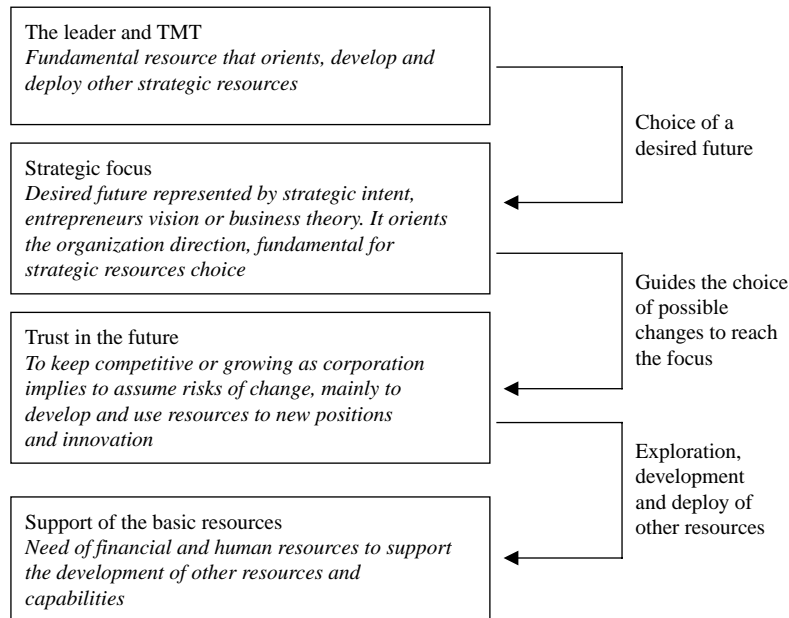 The leader and TMT
Fundamental resource that orients, develop and
deploy other strategic resources
Choice of a
desired future
Strategic focus
Desired future represented by strategic intent,
entrepreneurs vision or business theory. It orients
the organization direction, fundamental for
strategic resources choice
Guides the choice
of possible
changes to reach
the focus
Trust in the future
To keep competitive or growing as corporation
implies to assume risks of change, mainly to
develop and use resources to new positions
and innovation
Exploration,
development
and deploy of
other resources
Support of the basic resources
Need of financial and human resources to support
the development of other resources and
capabilities